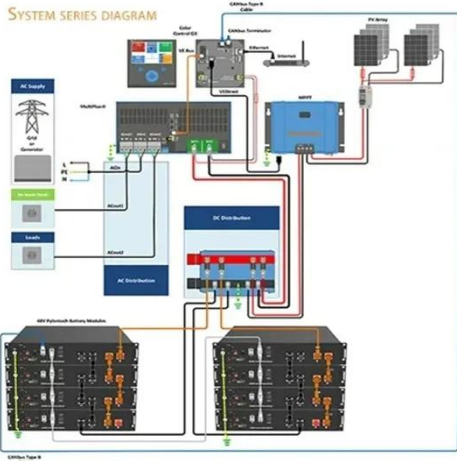 SYSTEM SERIES DIAGRAM
CANbus Type B
Cable
Color
Control GX
CANbus Terminator
VE Bus
Ethernet
Internet
PV Array
AC Supply
Grid
or
Generator
MultiPlus-II
VEDirect
MPPT
L
PE
N
ACin
ACout1
Loads
ACout2
AC Distribution
DC Distribution
48V Pylontech Battery Modules
CANbus Type B